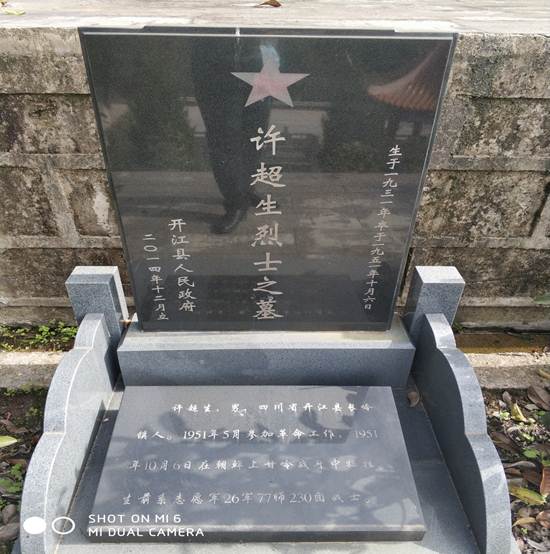 生于一九三一年 卒于一九五一年十月六日
许超生烈士之墓
开江县人民政府
二〇一四年十二月立
许超生，男，四川省开江县长岭
镇人。1951年5月参加革命工作，1951
年10月6日在朝鲜上甘岭战斗中牺牲
生前系志愿军26军77师230团战士。
SHOT ON MI 6
MI DUAL CAMERA